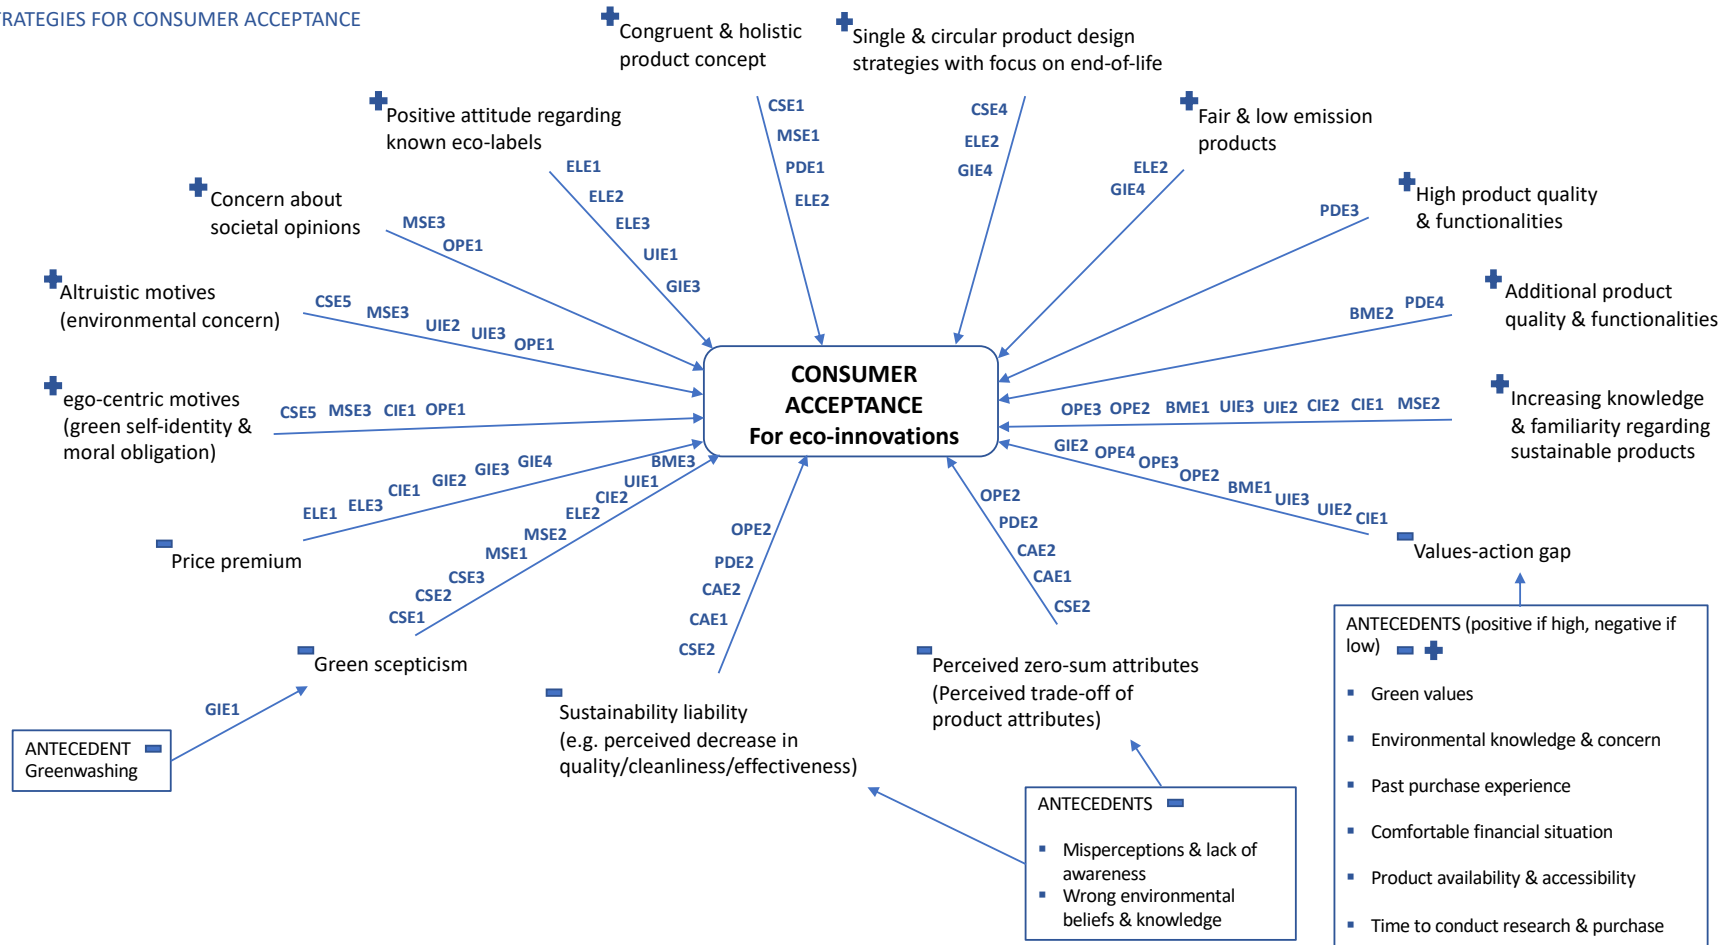 TRATEGIES FOR CONSUMER ACCEPTANCE
Congruent & holistic
product concept
Single & circular product design
strategies with focus on end-of-life
Positive attitude regarding
known eco-labels
Fair & low emission
products
Concern about
societal opinions
High product quality
& functionalities
Altruistic motives
(environmental concern)
Additional product
quality & functionalities
ego-centric motives
(green self-identity &
moral obligation)
Increasing knowledge
& familiarity regarding
sustainable products
CSE1
MSE1
PDE1
ELE2
CSE4
ELE2
GIE4
ELE1
ELE2
ELE3
UIE1
GIE3
ELE2
GIE4
MSE3
OPE1
PDE3
CSE5
MSE3
UIE2
UIE3
OPE1
BME2
PDE4
CSE5 MSE3 CIE1 OPE1
OPE3 OPE2 BME1 UIE3 UIE2 CIE2 CIE1 MSE2
CONSUMER
ACCEPTANCE
For eco-innovations
ELE1
ELE3
CIE1
GIE2
GIE3
GIE4
Price premium
CSE1
CSE2
CSE3
MSE1
MSE2
ELE2
CIE2
UIE1
BME3
Green scepticism
GIE1
ANTECEDENT
Greenwashing
OPE2
PDE2
CAE2
CAE1
CSE2
Sustainability liability
(e.g. perceived decrease in
quality/cleanliness/effectiveness)
OPE2
PDE2
CAE2
CAE1
CSE2
Perceived zero-sum attributes
(Perceived trade-off of
product attributes)
ANTECEDENTS
Misperceptions & lack of
awareness
Wrong environmental
beliefs & knowledge
GIE2
OPE4
OPE3
OPE2
BME1
UIE3
UIE2
CIE1
Values-action gap
ANTECEDENTS (positive if high, negative if
low)
Green values
Environmental knowledge & concern
Past purchase experience
Comfortable financial situation
Product availability & accessibility
Time to conduct research & purchase